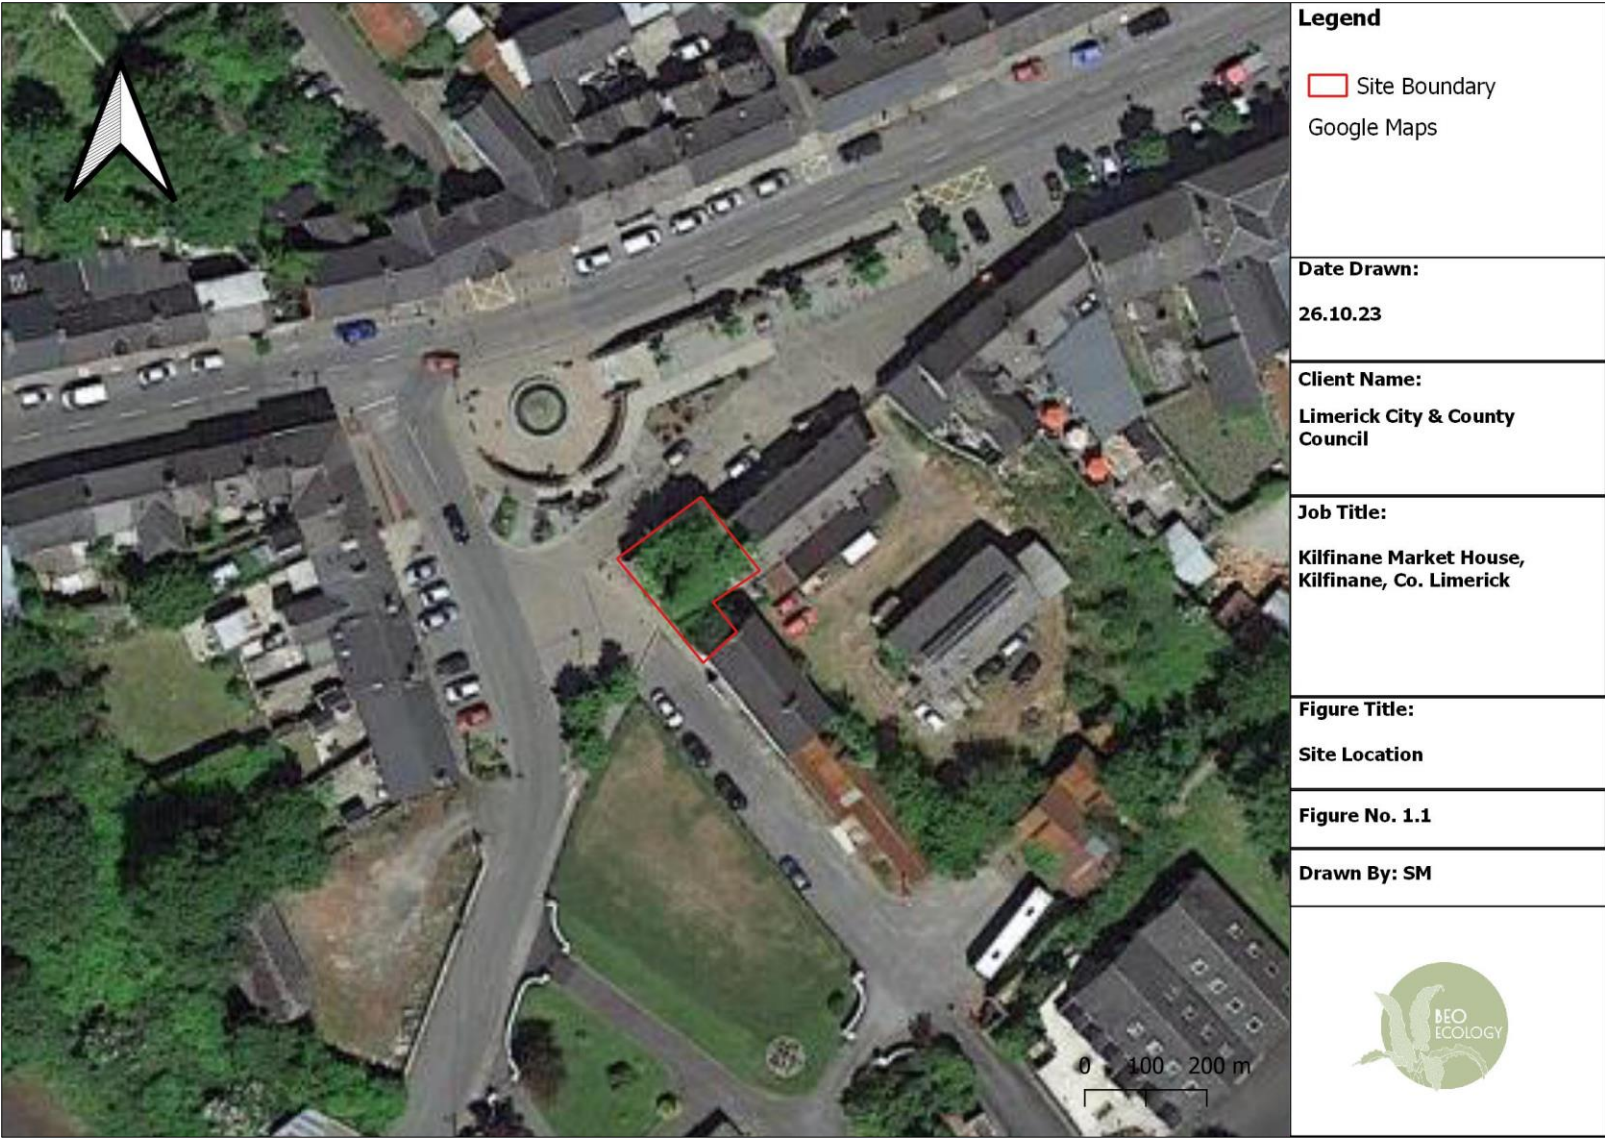 Legend
Site Boundary
Google Maps
Date Drawn:
26.10.23
Client Name:
Limerick City & County
Council
Job Title:
Kilfinane Market House,
Kilfinane, Co. Limerick
Figure Title:
Site Location
Figure No. 1.1
Drawn By: SM
BEO
ECOLOGY
0 100 200 m